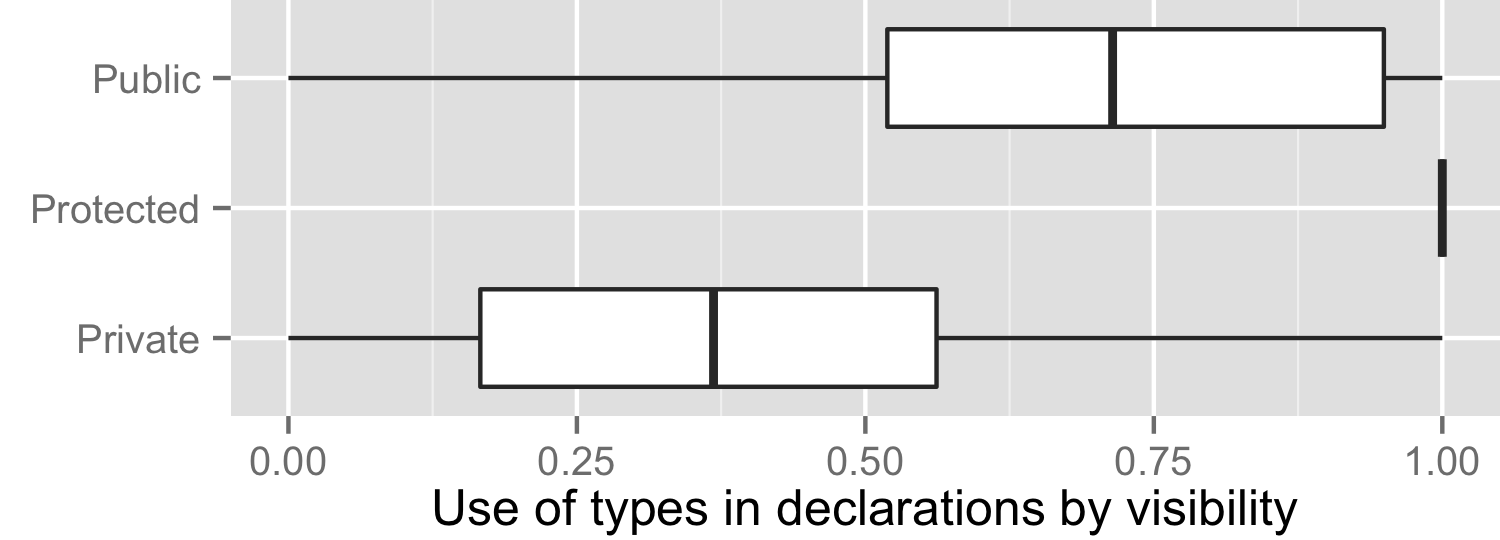 Public
Protected
Private
0.00 0.25 0.50 0.75 1.00
Use of types in declarations by visibility